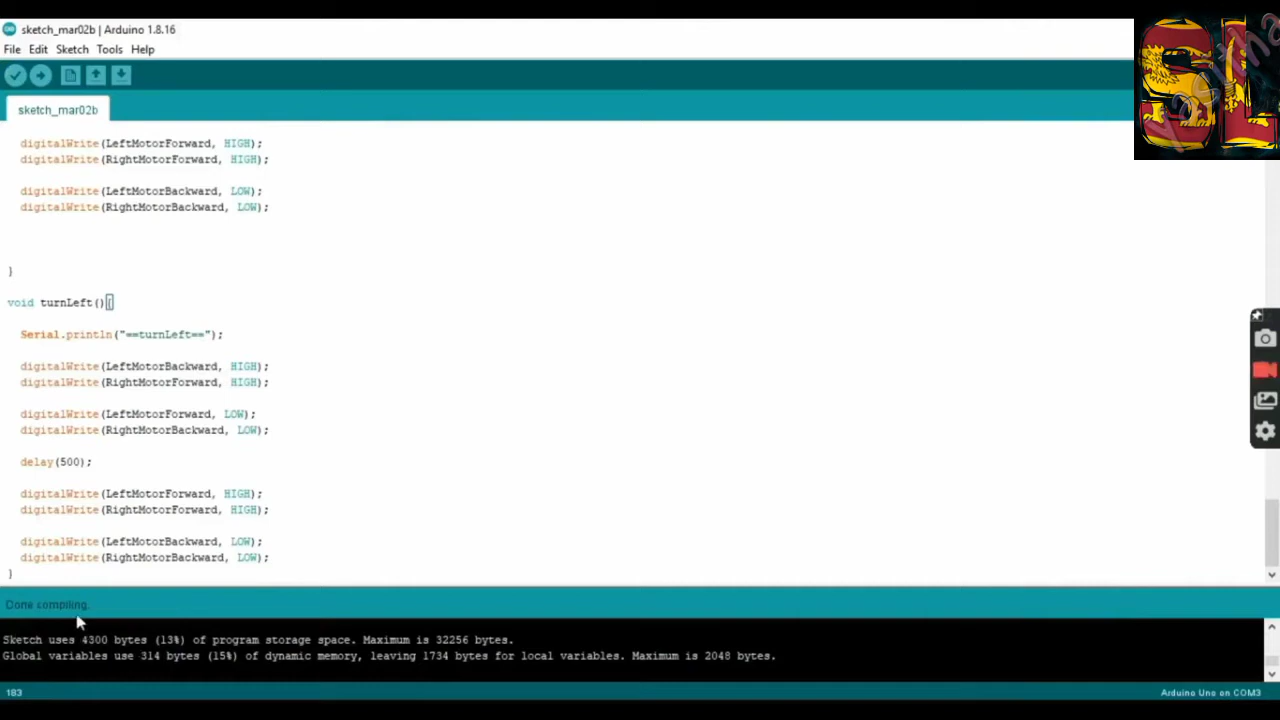 sketch_mar02b | Arduino 1.8.16
File Edit Sketch Tools Help
SL
sketch_mar02b
digitalWrite(LeftMotorForward, HIGH);
digitalWrite(RightMotorForward, HIGH);
digitalWrite(LeftMotorBackward, LOW);
digitalWrite(RightMotorBackward, LOW);
}
void turnLeft(){
Serial.println("==turnLeft==");
digitalWrite(LeftMotorBackward, HIGH);
digitalWrite(RightMotorForward, HIGH);
digitalWrite(LeftMotorForward, LOW);
digitalWrite(RightMotorBackward, LOW);
delay(500);
digitalWrite(LeftMotorForward, HIGH);
digitalWrite(RightMotorForward, HIGH);
digitalWrite(LeftMotorBackward, LOW);
digitalWrite(RightMotorBackward, LOW);
}
Done compiling.
Sketch uses 4300 bytes (13%) of program storage space. Maximum is 32256 bytes.
Global variables use 314 bytes (15%) of dynamic memory, leaving 1734 bytes for local variables. Maximum is 2048 bytes.
183
Arduino Uno on COM3